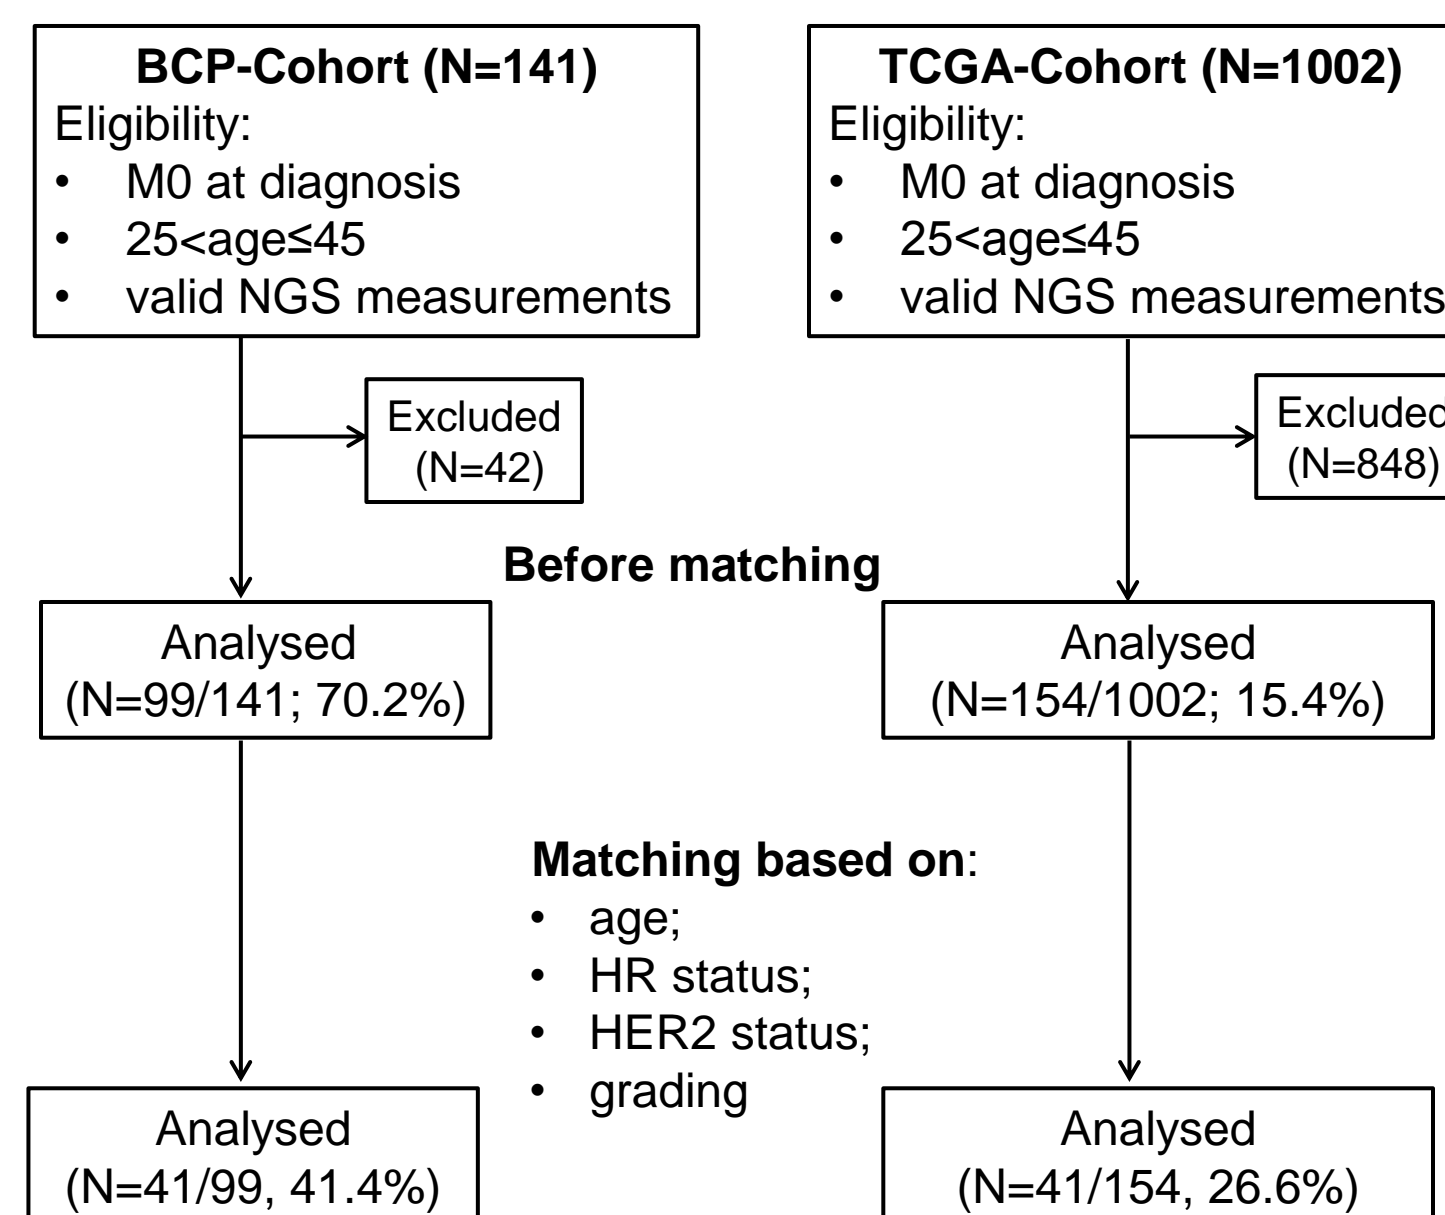 BCP-Cohort (N=141)
Eligibility:
• M0 at diagnosis
• 25<age≤45
• valid NGS measurements
TCGA-Cohort (N=1002)
Eligibility:
• M0 at diagnosis
• 25<age≤45
• valid NGS measurements
Excluded
(N=42)
Excluded
(N=848)
Before matching
Analysed
(N=99/141; 70.2%)
Analysed
(N=154/1002; 15.4%)
Matching based on:
• age;
• HR status;
• HER2 status;
• grading
Analysed
(N=41/99, 41.4%)
Analysed
(N=41/154, 26.6%)